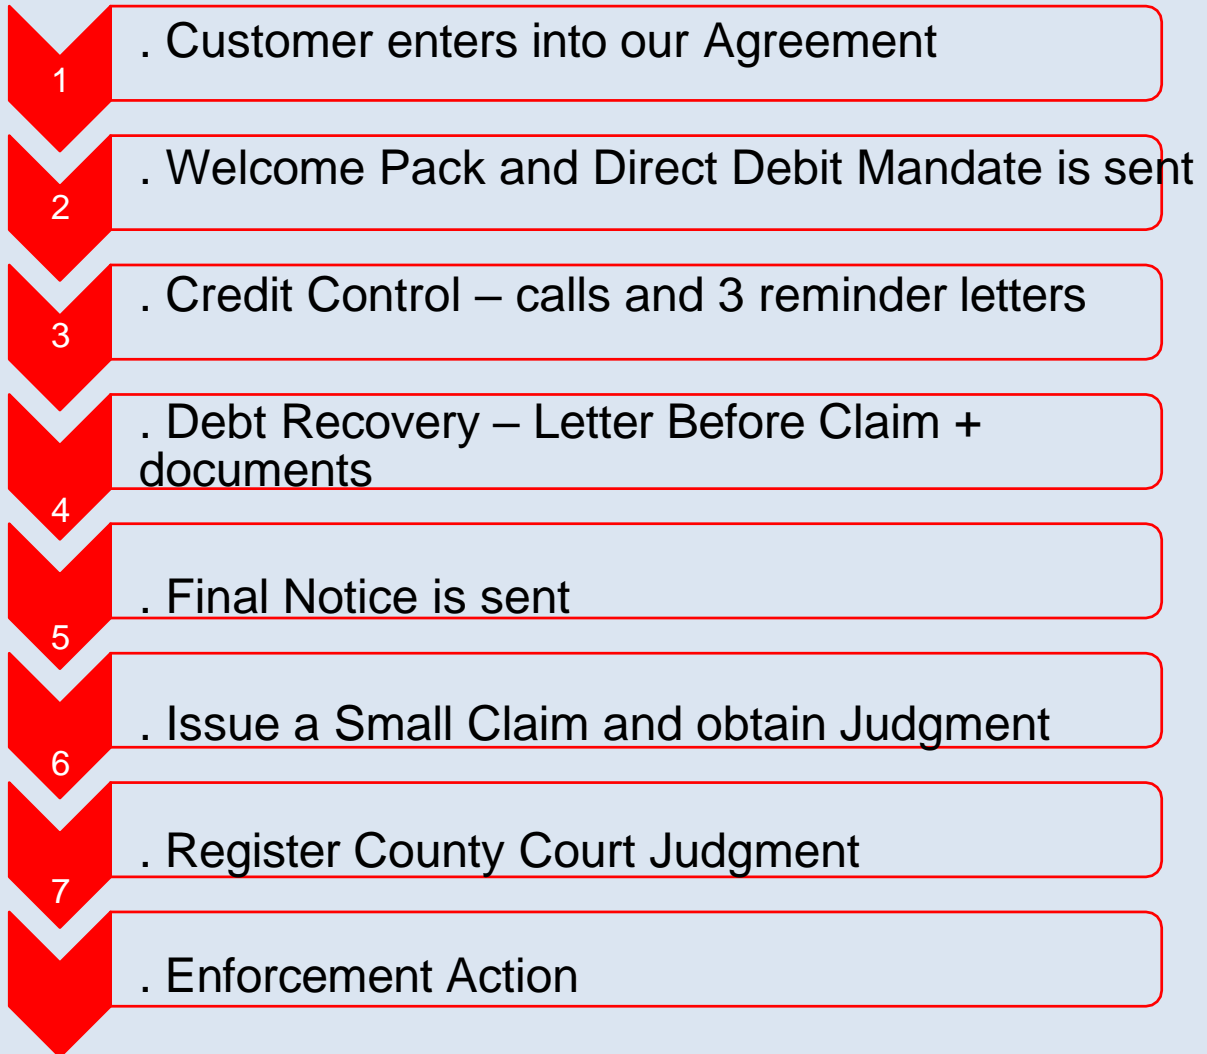 . Customer enters into our Agreement
1
. Welcome Pack and Direct Debit Mandate is sent
2
. Credit Control – calls and 3 reminder letters
3
. Debt Recovery – Letter Before Claim +
documents
4
. Final Notice is sent
5
. Issue a Small Claim and obtain Judgment
6
. Register County Court Judgment
7
. Enforcement Action